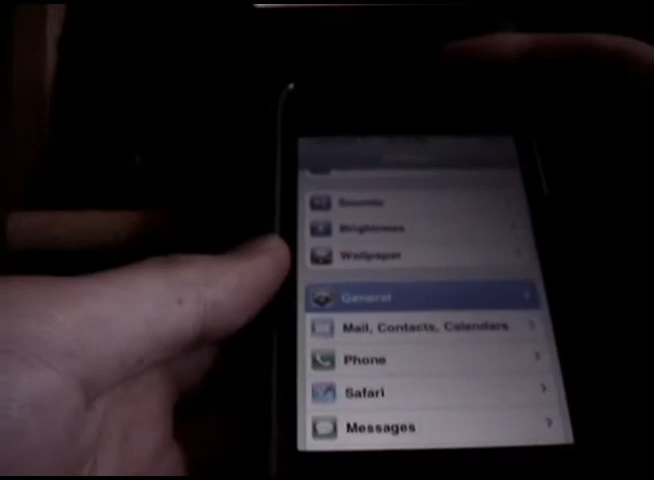 Sounds
Brightness
Wallpaper
General
Mail, Contacts, Calendars
Phone
Safari
Messages